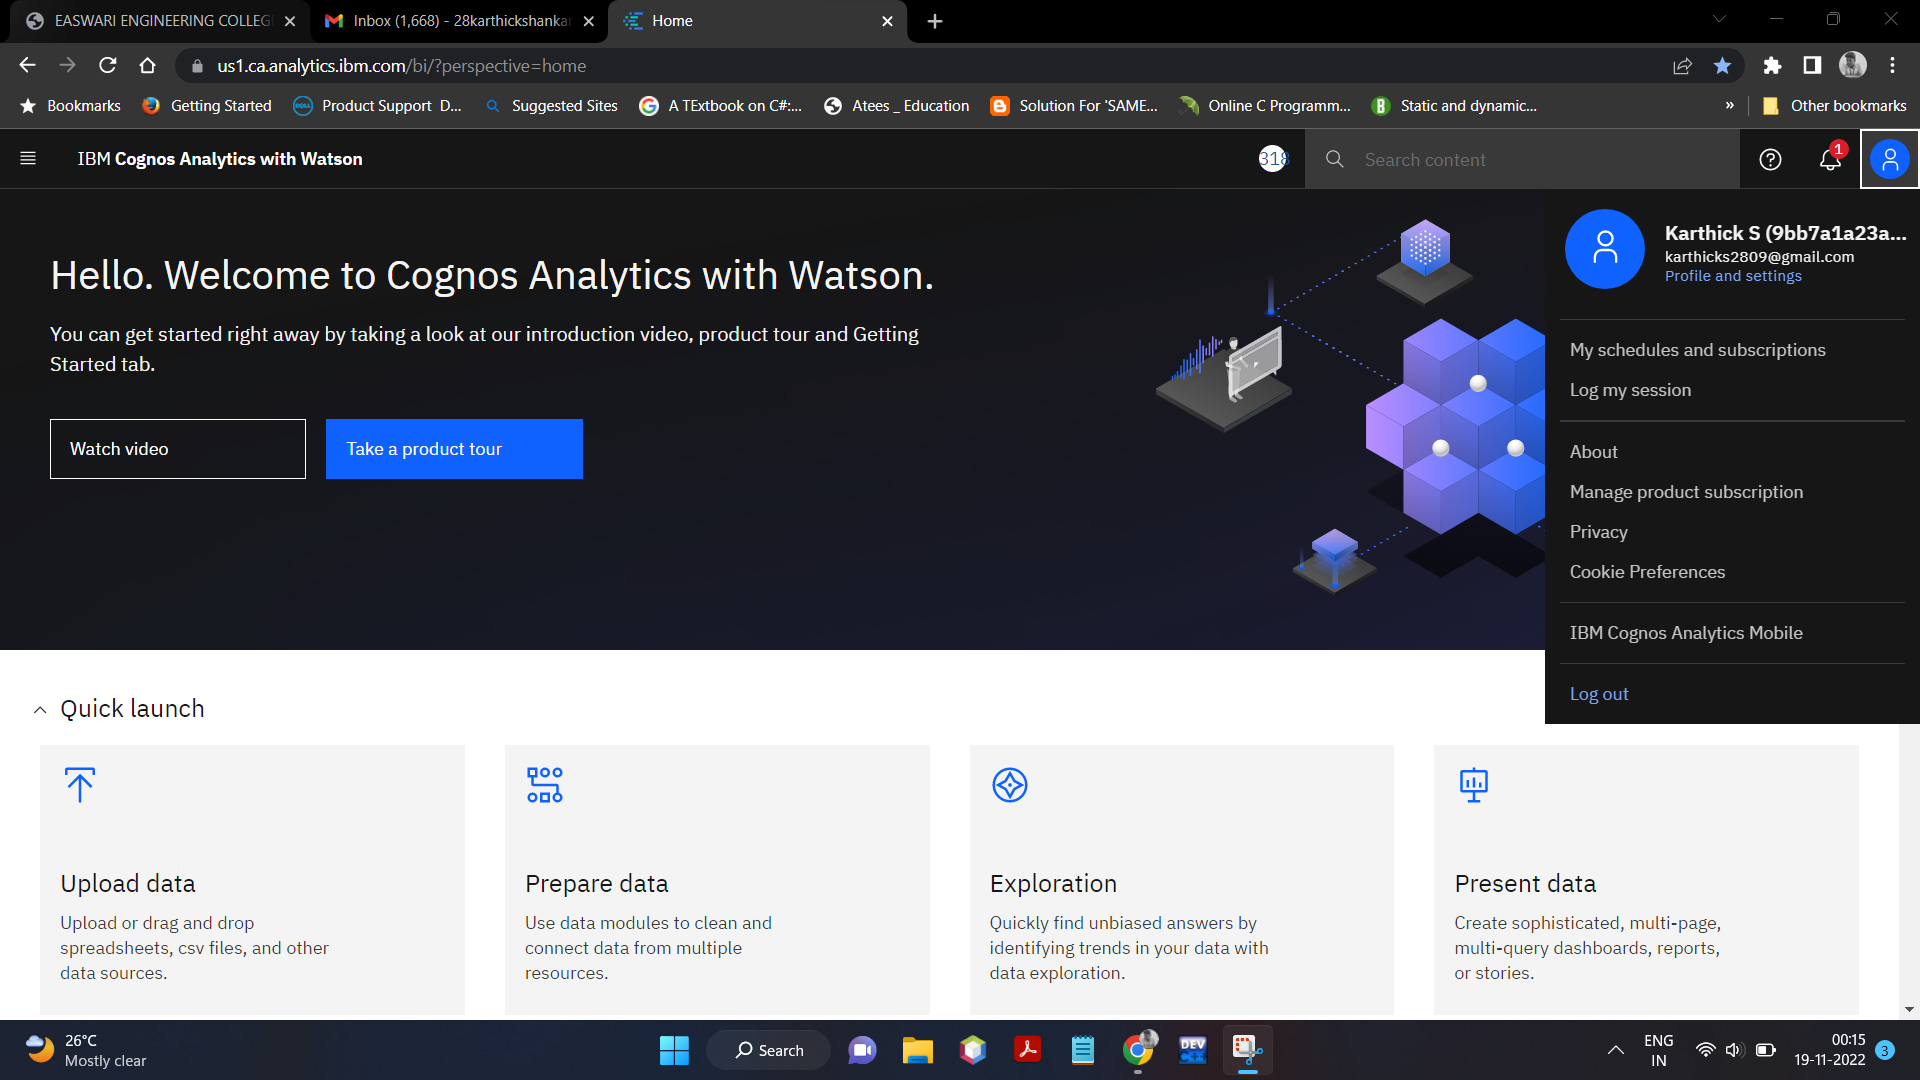 EASWARI ENGINEERING COLLEG
Inbox (1,668) - 28karthickshankar
Home
us1.ca.analytics.ibm.com/bi/?perspective=home
Bookmarks
Getting Started
Product Support D...
Suggested Sites
A TExtbook on C#:...
Atees _ Education
Solution For 'SAME...
Online C Programm...
Static and dynamic...
»
Other bookmarks
IBM Cognos Analytics with Watson
318
Search content
1
Hello. Welcome to Cognos Analytics with Watson.
You can get started right away by taking a look at our introduction video, product tour and Getting
Started tab.
Watch video
Take a product tour
Karthick S (9bb7a1a23a...
karthicks2809@gmail.com
Profile and settings
My schedules and subscriptions
Log my session
About
Manage product subscription
Privacy
Cookie Preferences
IBM Cognos Analytics Mobile
Log out
Quick launch
Upload data
Upload or drag and drop
spreadsheets, csv files, and other
data sources.
Prepare data
Use data modules to clean and
connect data from multiple
resources.
Exploration
Quickly find unbiased answers by
identifying trends in your data with
data exploration.
Present data
Create sophisticated, multi-page,
multi-query dashboards, reports,
or stories.
26°C
Mostly clear
Search
DEV
C++
ENG
IN
00:15
19-11-2022
3